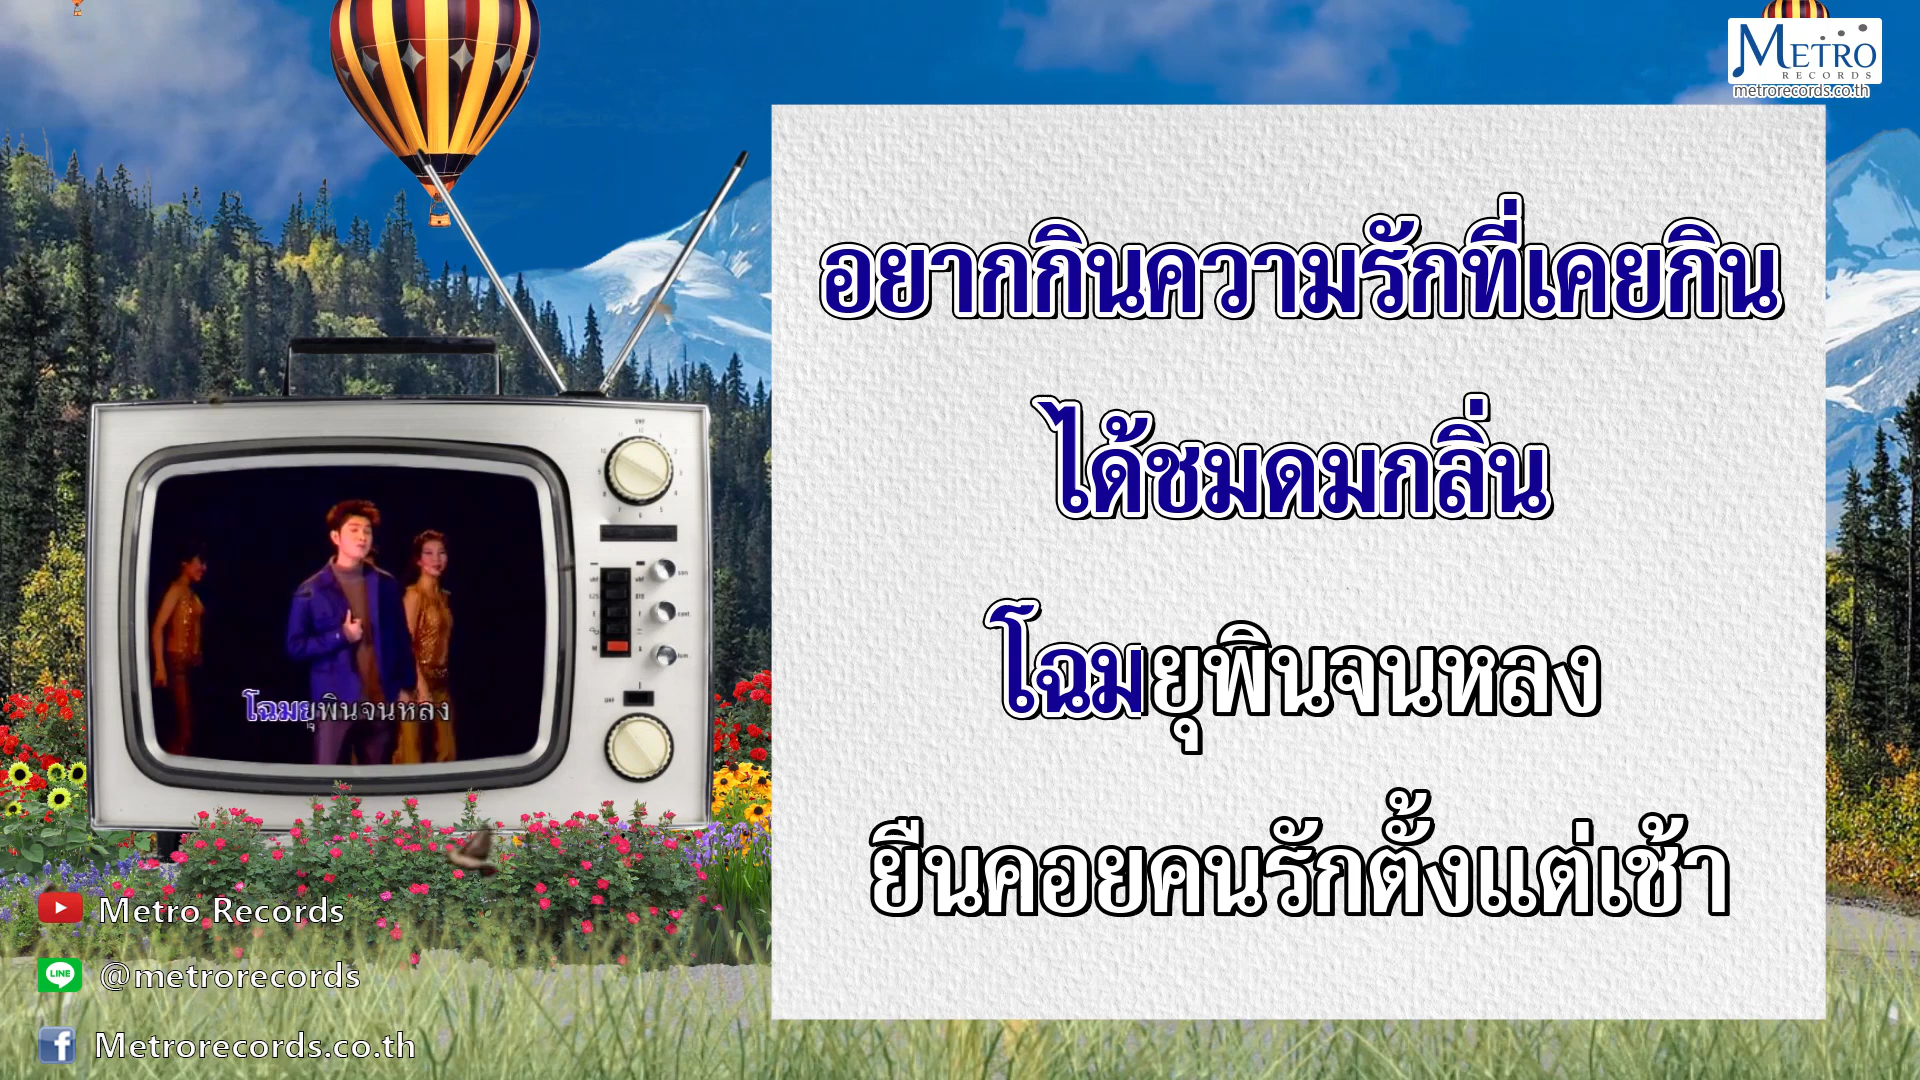 METRO
RECORDS
metrorecords.co.th
อยากกินความรักที่เคยกิน
ได้ชมดมกลิ่น
โฉมยุพินจนหลง
ยืนคอยคนรักตั้งแต่เช้า
โฉมยุพินจนหลง
Metro Records
LINE
@metrorecords
Metrorecords.co.th